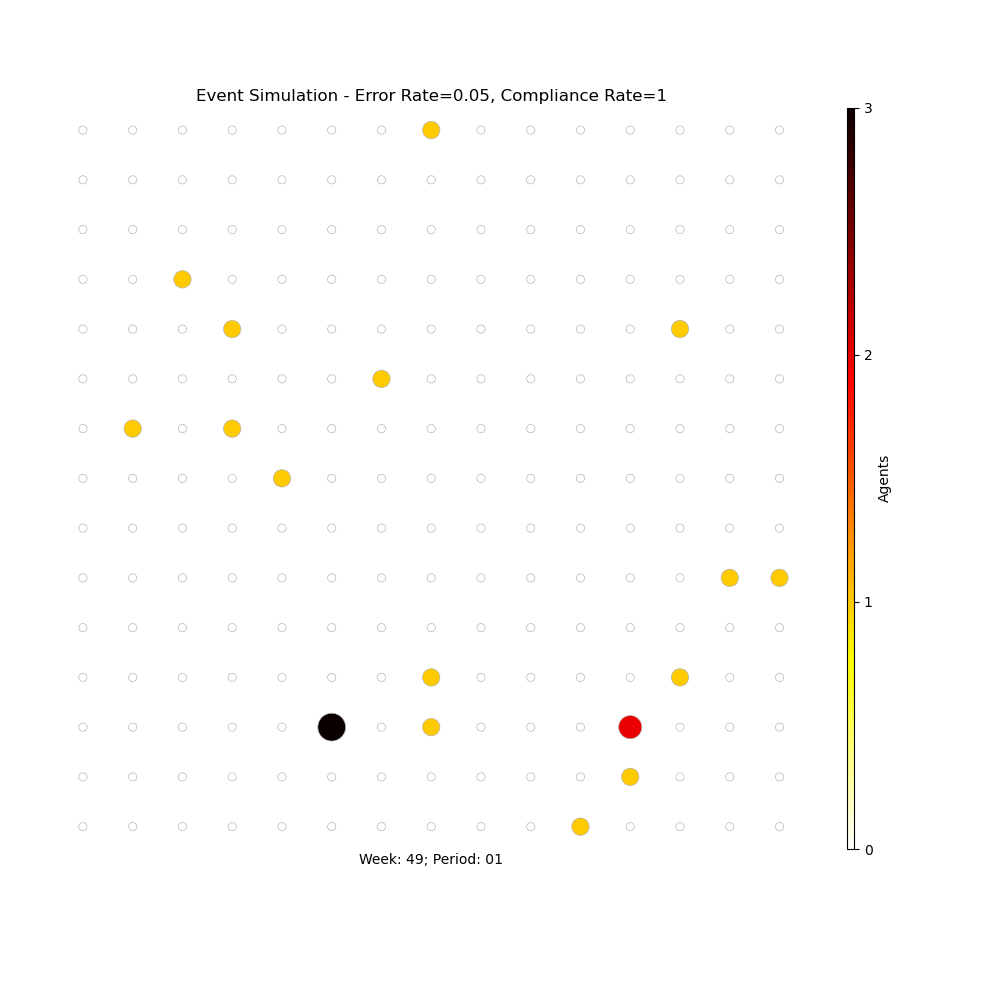 Event Simulation - Error Rate=0.05, Compliance Rate=1
3
2
Agents
1
0
Week: 49; Period: 01